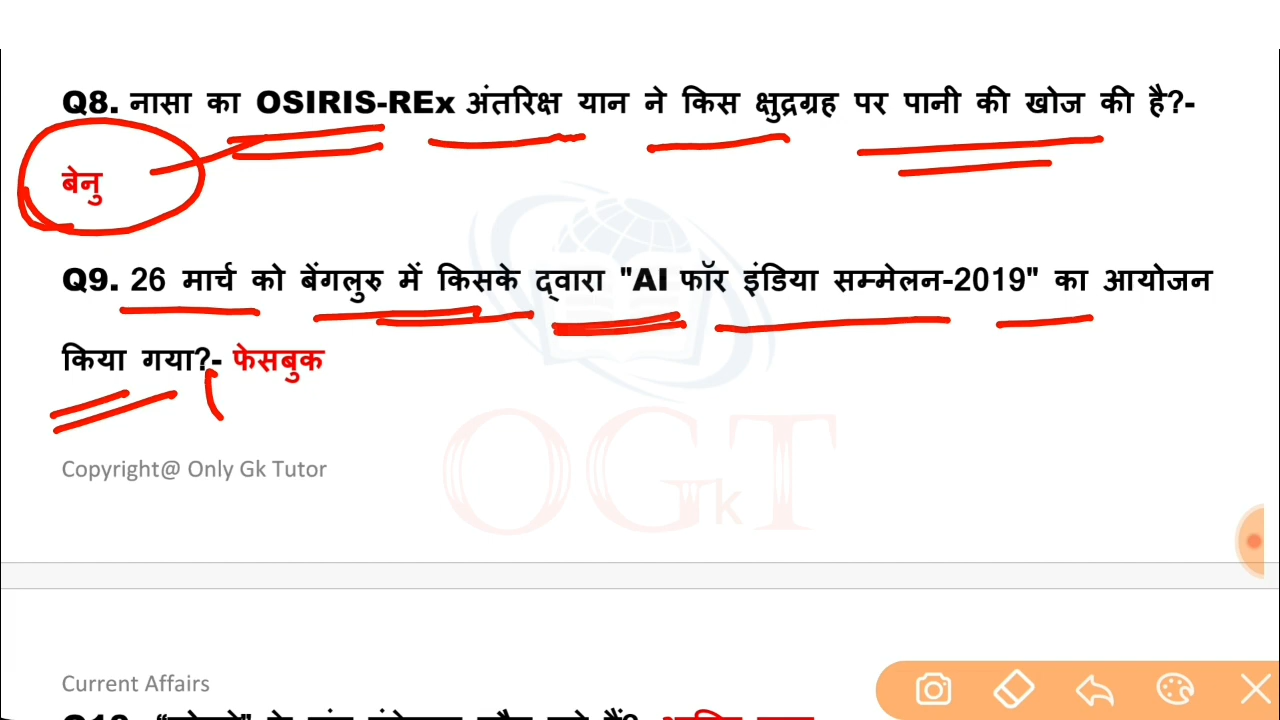 Q8. नासा का OSIRIS-REx अंतरिक्ष यान ने किस क्षुद्रग्रह पर पानी की खोज की है?-
बेनु
Q9. 26 मार्च को बेंगलुरु में किसके द्वारा "AI फॉर इंडिया सम्मेलन-2019" का आयोजन
किया गया?- फेसबुक
OGkT
Copyright@ Only Gk Tutor
Current Affairs